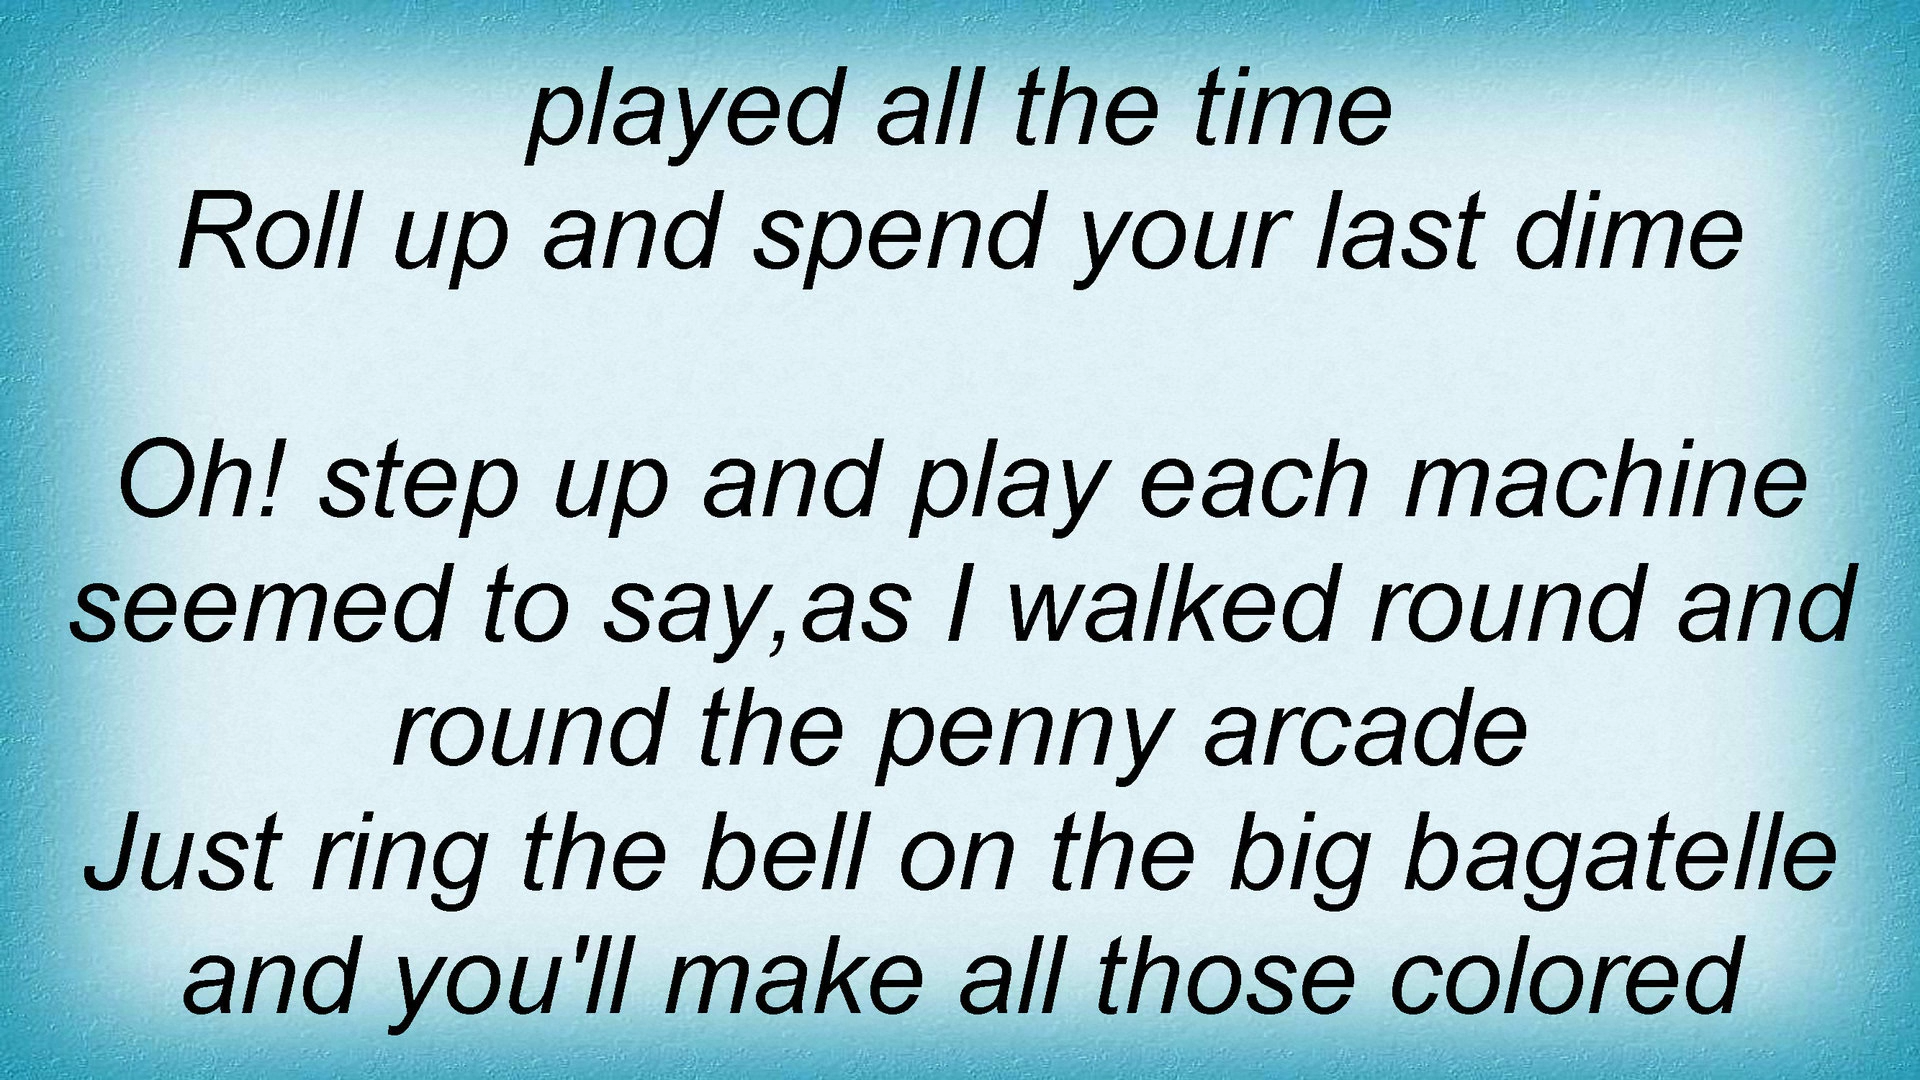 played all the time
Roll up and spend your last dime
Oh! step up and play each machine
seemed to say,as I walked round and
round the penny arcade
Just ring the bell on the big bagatelle
and you'll make all those colored